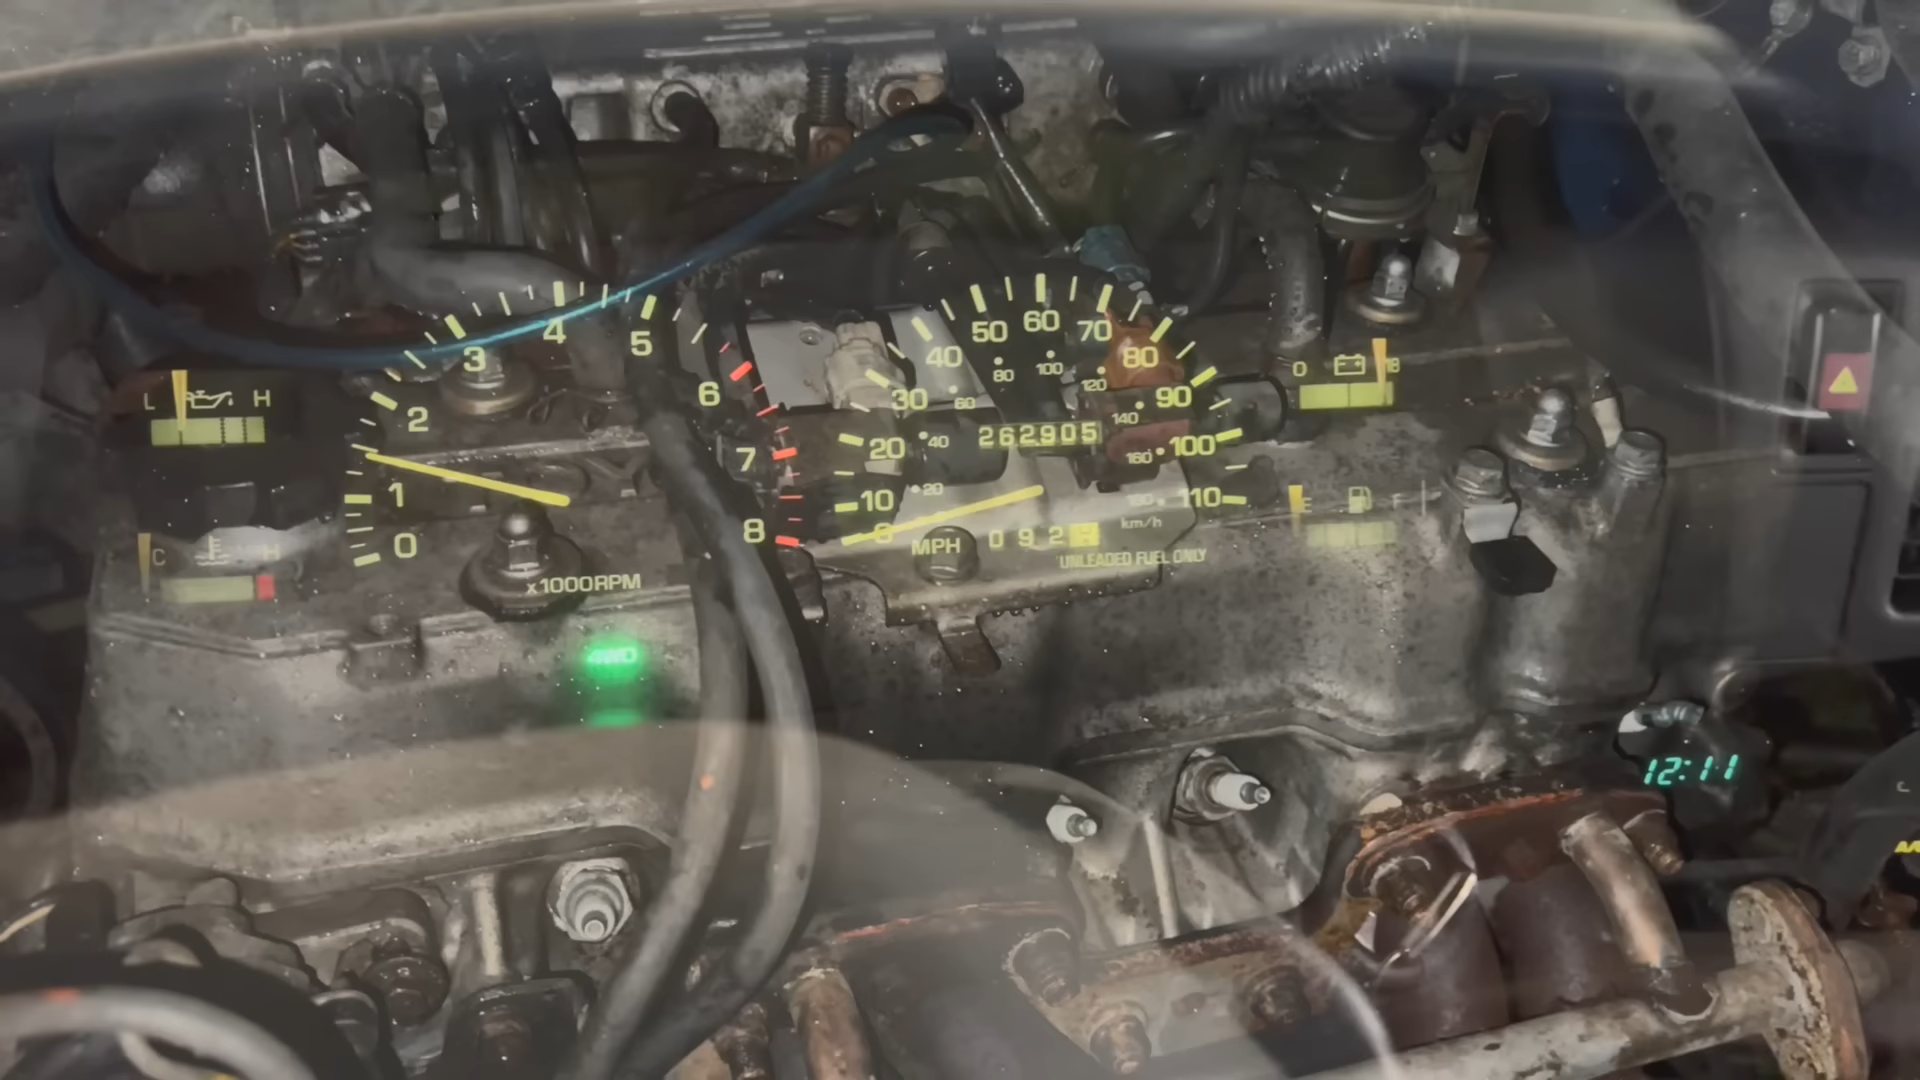 4
5
3
6
2
7
1
8
0
x1000RPM
4WD
50 60 70
40 80
30 90
20 100
10 110
0
80 100 120
60 140
40 160
20
km/h
262905
MPH 092
UNLEADED FUEL ONLY
L H
C H
0 18
E F
12:11